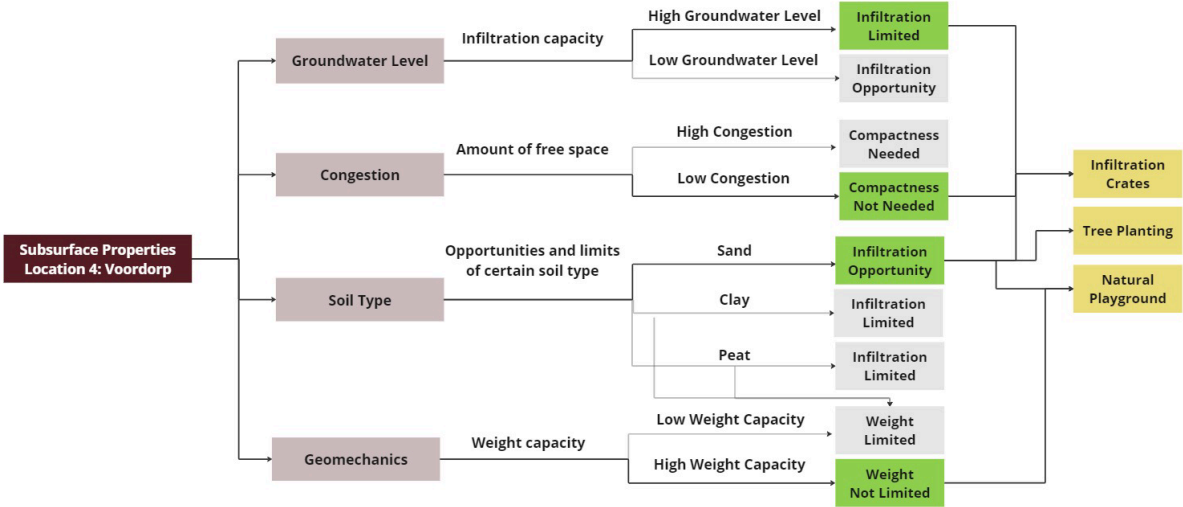 Subsurface Properties
Location 4: Voordorp
Groundwater Level
Infiltration capacity
High Groundwater Level
Infiltration
Limited
Low Groundwater Level
Infiltration
Opportunity
Congestion
Amount of free space
High Congestion
Compactness
Needed
Low Congestion
Compactness
Not Needed
Soil Type
Opportunities and limits
of certain soil type
Sand
Infiltration
Opportunity
Clay
Infiltration
Limited
Peat
Infiltration
Limited
Geomechanics
Weight capacity
Low Weight Capacity
Weight
Limited
High Weight Capacity
Weight
Not Limited
Infiltration
Crates
Tree Planting
Natural
Playground